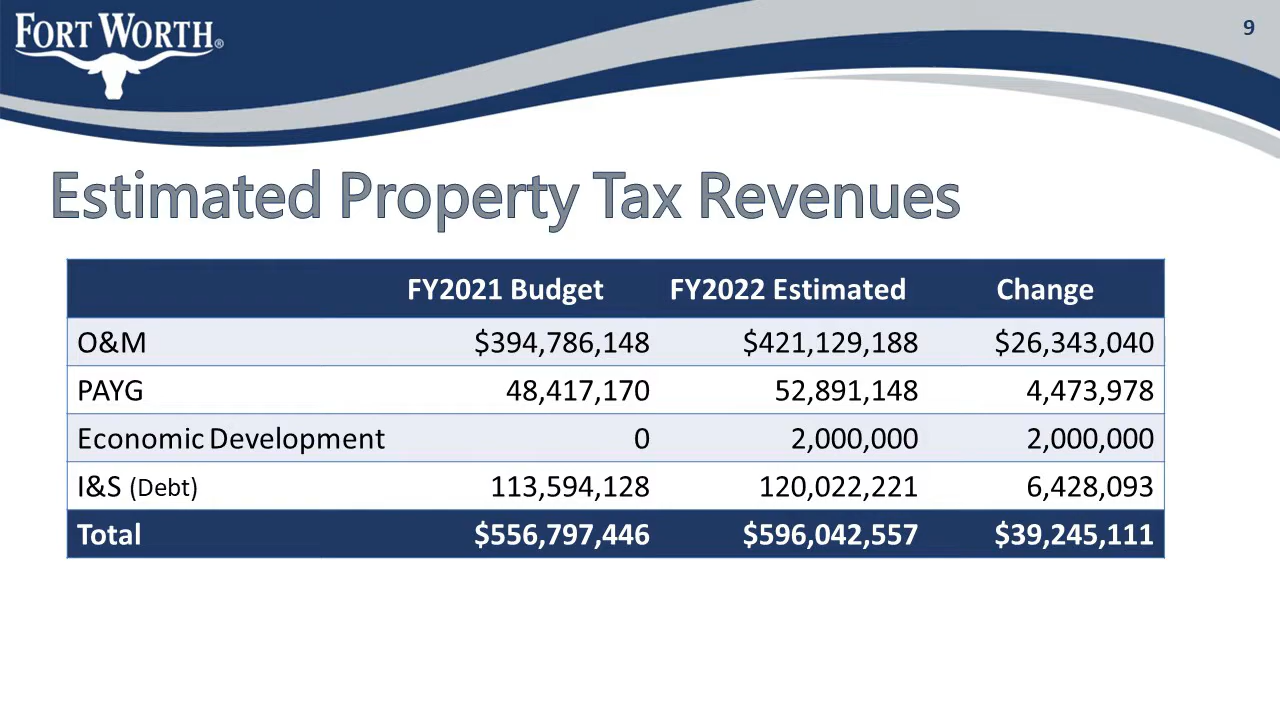 FORT WORTH®
9
Estimated Property Tax Revenues
FY2021 Budget FY2022 Estimated Change
O&M $394,786,148 $421,129,188 $26,343,040
PAYG 48,417,170 52,891,148 4,473,978
Economic Development 0 2,000,000 2,000,000
I&S (Debt) 113,594,128 120,022,221 6,428,093
Total $556,797,446 $596,042,557 $39,245,111